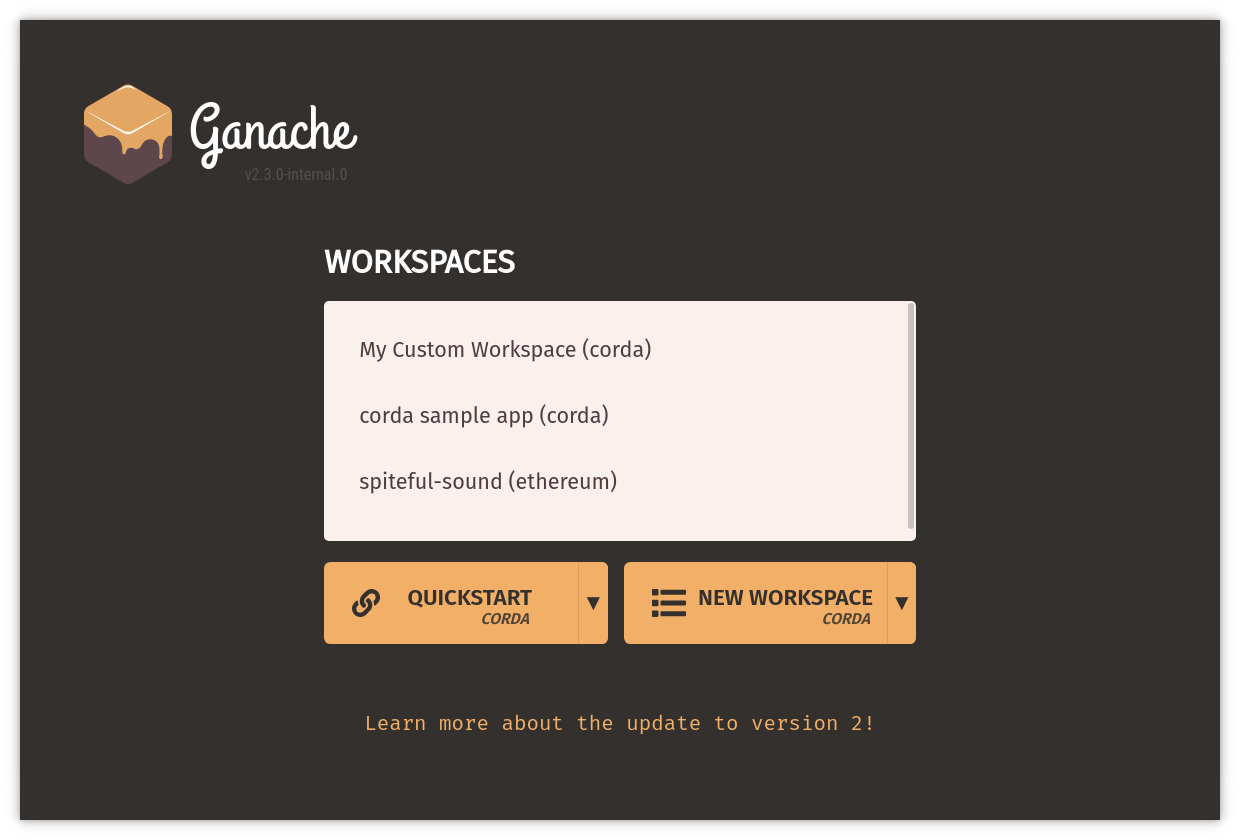 Ganache
v2.3.0-internal.0
WORKSPACES
My Custom Workspace (corda)
corda sample app (corda)
spiteful-sound (ethereum)
QUICKSTART
CORDA
NEW WORKSPACE
CORDA
Learn more about the update to version 2!